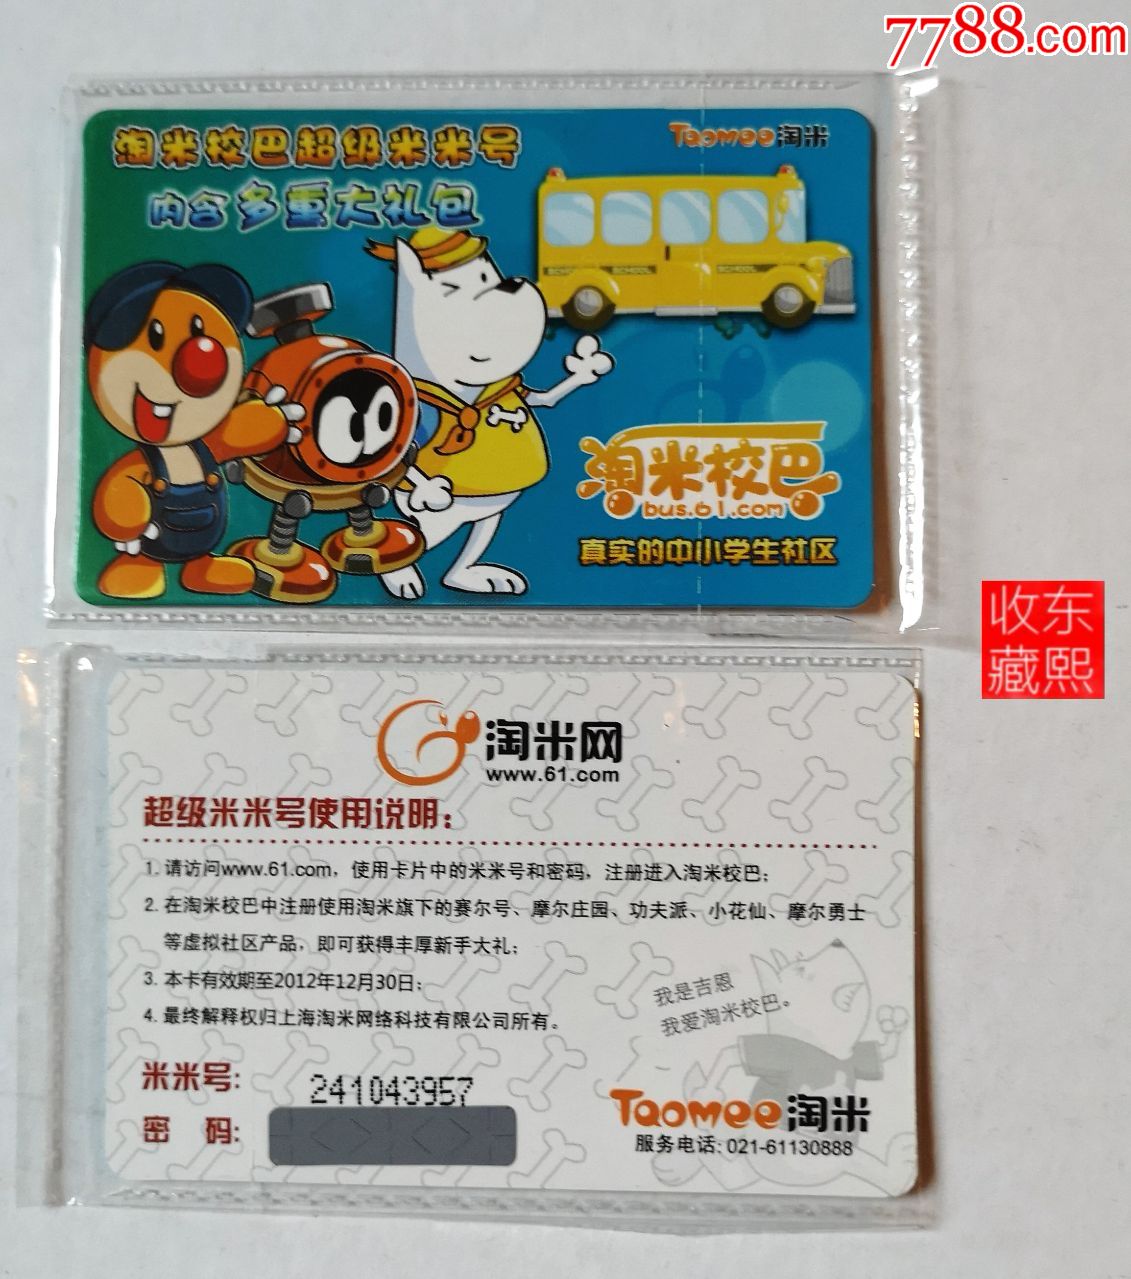 7788.com
淘米校巴超级米米号
内含多重大礼包
Taomee淘米
SCHOOL SCHOOL SCHOOL
淘米校巴
bus.61.com
真实的中小学生社区
收东
藏熙
淘米网
www.61.com
超级米米号使用说明：
1. 请访问www.61.com，使用卡片中的米米号和密码，注册进入淘米校巴；
2. 在淘米校巴中注册使用淘米旗下的赛尔号、摩尔庄园、功夫派、小花仙、摩尔勇士
等虚拟社区产品，即可获得丰厚新手大礼；
3. 本卡有效期至2012年12月30日；
4. 最终解释权归上海淘米网络科技有限公司所有。
我是吉恩
我爱淘米校巴。
米米号: 241043957
密 码:
Taomee淘米
服务电话: 021-61130888